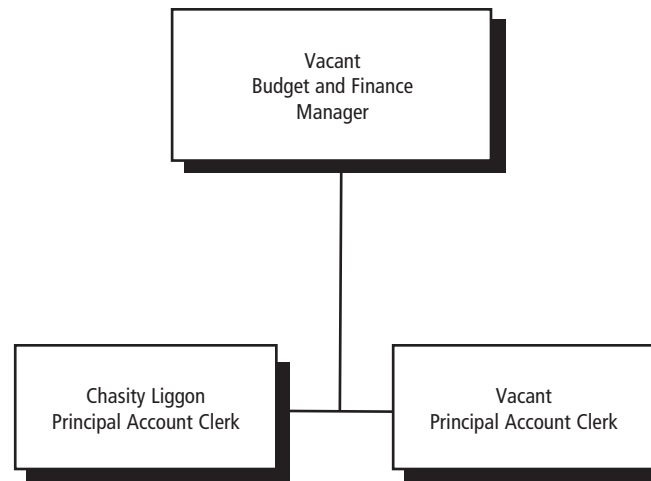 Vacant
Budget and Finance
Manager
Chasity Liggon
Principal Account Clerk
Vacant
Principal Account Clerk